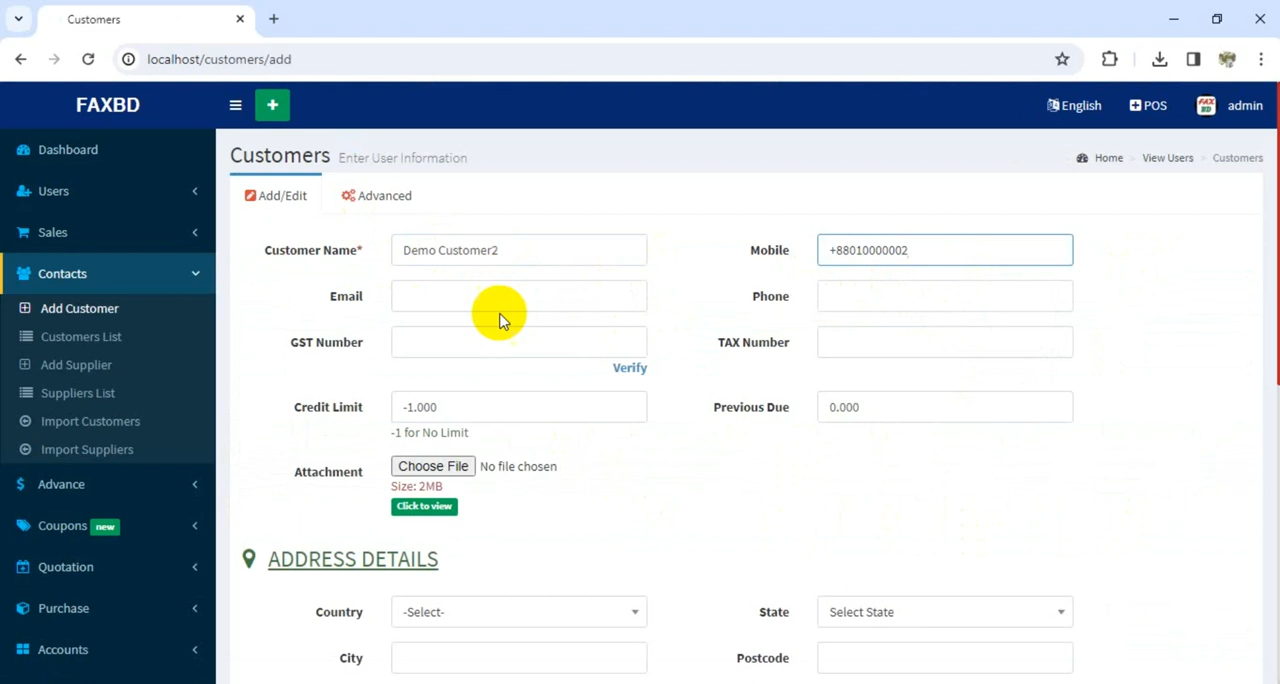 Customers
localhost/customers/add
FAXBD
English
POS
FAX
BD
admin
Dashboard
Users
Sales
Contacts
Add Customer
Customers List
Add Supplier
Suppliers List
Import Customers
Import Suppliers
Advance
Coupons new
Quotation
Purchase
Accounts
Customers Enter User Information
Home View Users Customers
Add/Edit Advanced
Customer Name* Demo Customer2 Mobile +88010000002
Email Phone
GST Number TAX Number
Verify
Credit Limit -1.000 Previous Due 0.000
-1 for No Limit
Attachment Choose File No file chosen
Size: 2MB
Click to view
ADDRESS DETAILS
Country -Select- State Select State
City Postcode